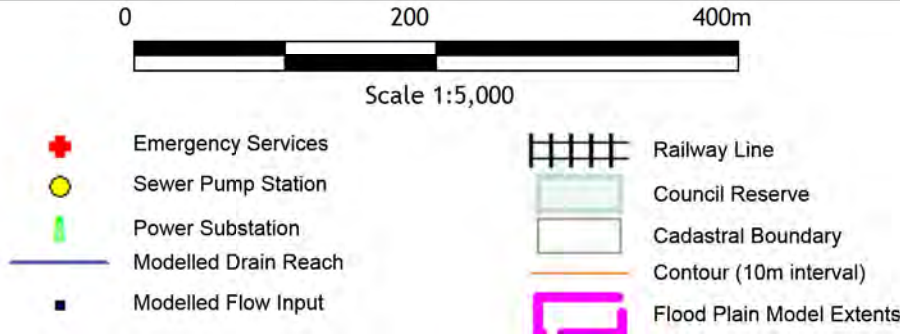 0 200 400m
Scale 1:5,000
Emergency Services
Sewer Pump Station
Power Substation
Modelled Drain Reach
Modelled Flow Input
Railway Line
Council Reserve
Cadastral Boundary
Contour (10m interval)
Flood Plain Model Extents